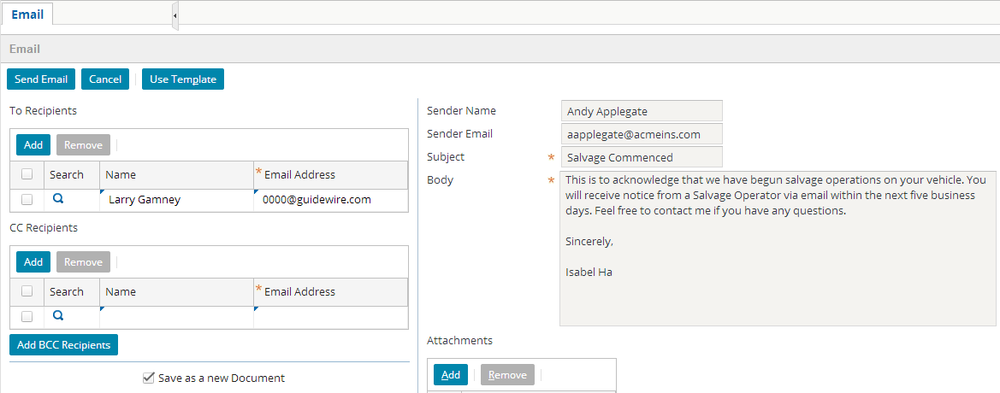 Email
Email
Send Email Cancel Use Template
To Recipients
Add Remove
Search Name * Email Address
Larry Gamney 0000@guidewire.com
CC Recipients
Add Remove
Search Name * Email Address
Add BCC Recipients
Save as a new Document
Sender Name Andy Applegate
Sender Email aapplegate@acmeins.com
Subject * Salvage Commenced
Body * This is to acknowledge that we have begun salvage operations on your vehicle. You
will receive notice from a Salvage Operator via email within the next five business
days. Feel free to contact me if you have any questions.
Sincerely,
Isabel Ha
Attachments
Add Remove